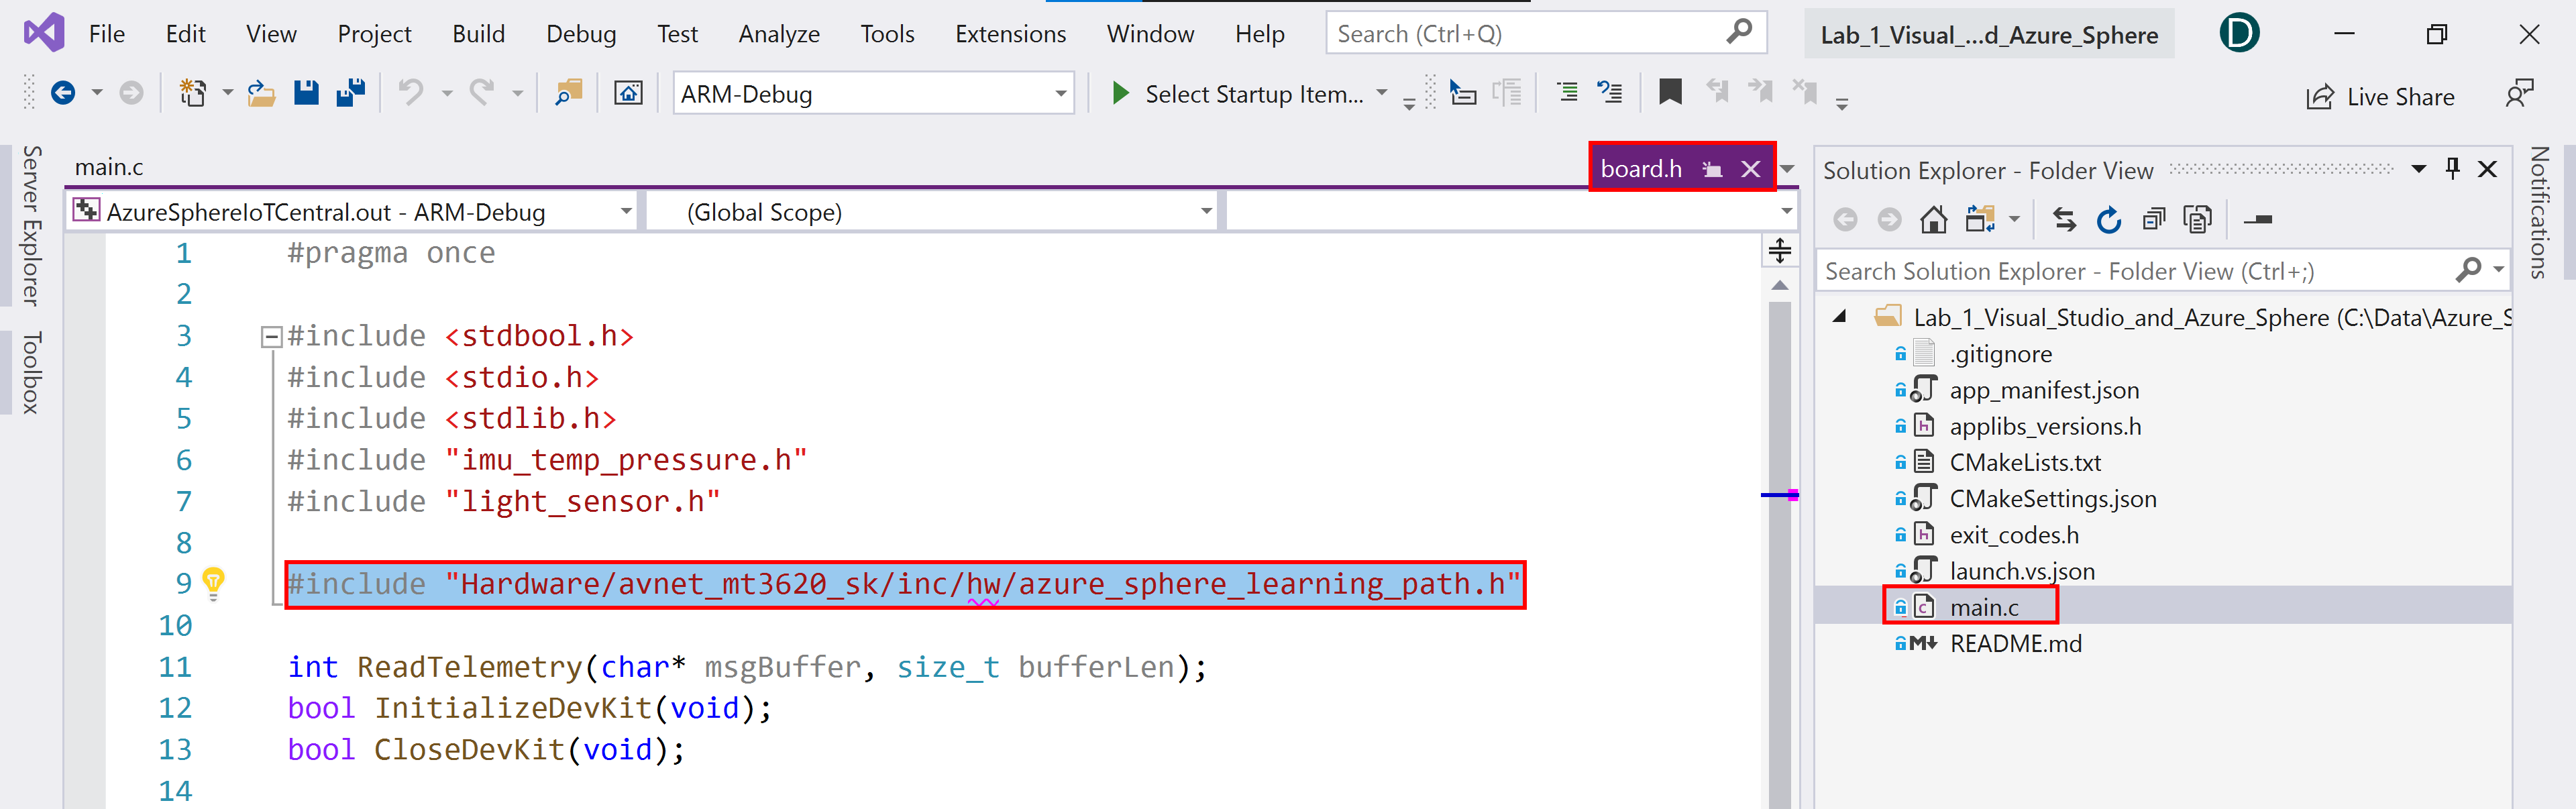 File Edit View Project Build Debug Test Analyze Tools Extensions Window Help Search (Ctrl+Q) Lab_1_Visual_...d_Azure_Sphere D
ARM-Debug Select Startup Item... Live Share
Server Explorer
Toolbox
main.c board.h
AzureSphereIoTCentral.out - ARM-Debug (Global Scope)
1 #pragma once
2
3 #include <stdbool.h>
4 #include <stdio.h>
5 #include <stdlib.h>
6 #include "imu_temp_pressure.h"
7 #include "light_sensor.h"
8
9 #include "Hardware/avnet_mt3620_sk/inc/hw/azure_sphere_learning_path.h"
10
11 int ReadTelemetry(char* msgBuffer, size_t bufferLen);
12 bool InitializeDevKit(void);
13 bool CloseDevKit(void);
14
Solution Explorer - Folder View
Search Solution Explorer - Folder View (Ctrl+;)
Lab_1_Visual_Studio_and_Azure_Sphere (C:\Data\Azure_S
.gitignore
app_manifest.json
applibs_versions.h
CMakeLists.txt
CMakeSettings.json
exit_codes.h
launch.vs.json
main.c
README.md
Notifications